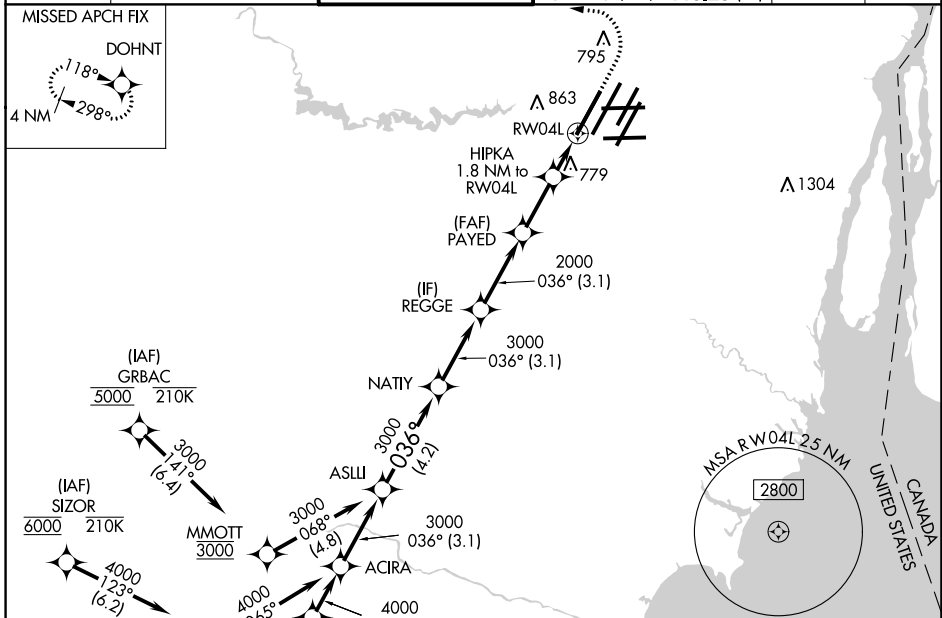 MISSED APCH FIX
DOHNT
118°
298°
4 NM
795
863
RW04L
HIPKA
1.8 NM to
RW04L
779
1304
(FAF)
PAYED
2000
036° (3.1)
(IF)
REGGE
3000
036° (3.1)
NATIY
(IAF)
GRBAC
5000 210K
3000
141°
(6.4)
3000
036°
(4.2)
ASLLI
(IAF)
SIZOR
6000 210K
MMOTT
3000
3000
068°
(4.8)
3000
036° (3.1)
ACIRA
4000
123°
(6.2)
4000
4000
MSA RW04L 25 NM
2800
CANADA
UNITED STATES